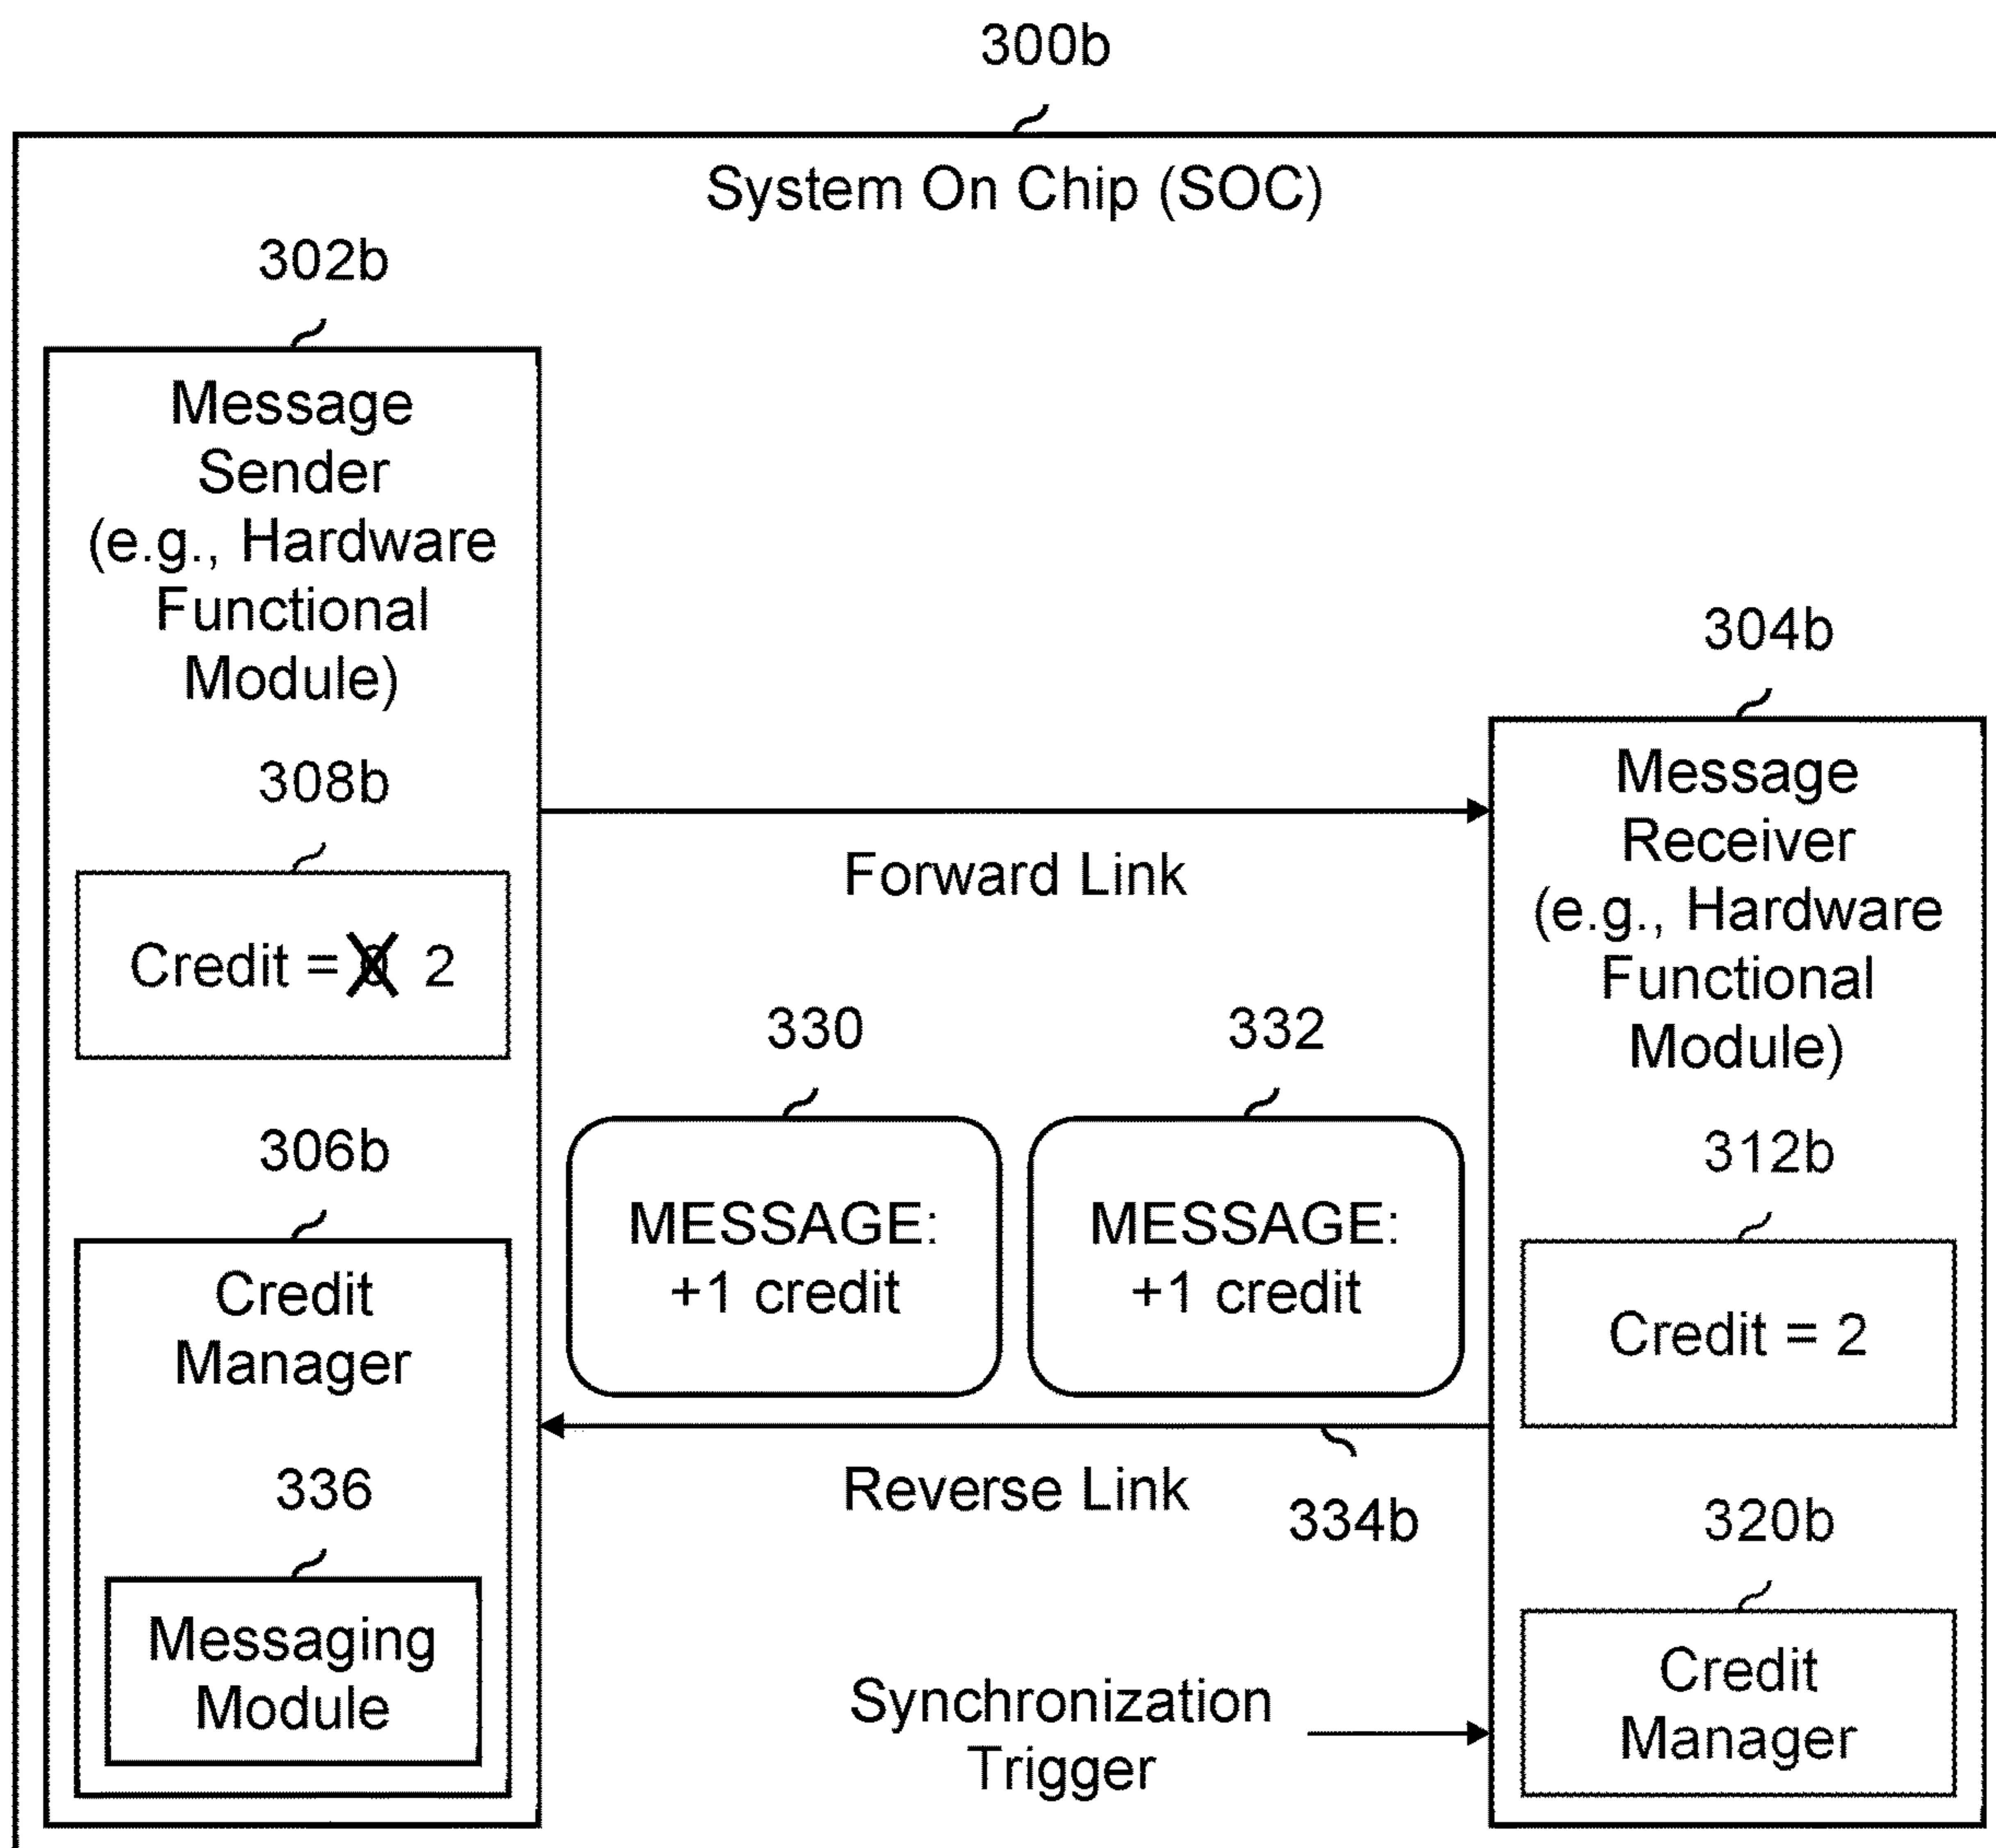 300b
System On Chip (SOC)
302b
Message
Sender
(e.g., Hardware
Functional
Module)
308b
Credit = 0 2
306b
Credit
Manager
336
Messaging
Module
Forward Link
330
MESSAGE:
+1 credit
332
MESSAGE:
+1 credit
Reverse Link
334b
Synchronization
Trigger
304b
Message
Receiver
(e.g., Hardware
Functional
Module)
312b
Credit = 2
320b
Credit
Manager